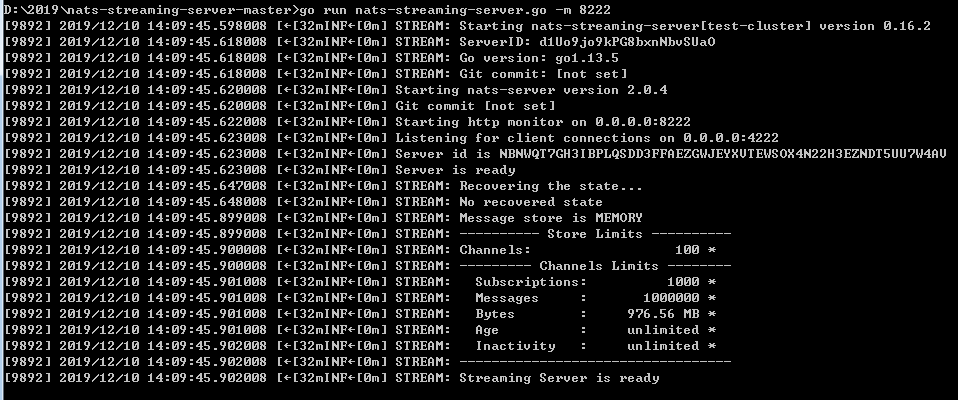 D:\2019\nats-streaming-server-master>go run nats-streaming-server.go -m 8222
[9892] 2019/12/10 14:09:45.598008 [←[32mINF←[0m] STREAM: Starting nats-streaming-server[test-cluster] version 0.16.2
[9892] 2019/12/10 14:09:45.618008 [←[32mINF←[0m] STREAM: ServerID: d1Uo9jo9kPG8bxnNbvSUaO
[9892] 2019/12/10 14:09:45.618008 [←[32mINF←[0m] STREAM: Go version: go1.13.5
[9892] 2019/12/10 14:09:45.618008 [←[32mINF←[0m] STREAM: Git commit: [not set]
[9892] 2019/12/10 14:09:45.620008 [←[32mINF←[0m] Starting nats-server version 2.0.4
[9892] 2019/12/10 14:09:45.620008 [←[32mINF←[0m] Git commit [not set]
[9892] 2019/12/10 14:09:45.622008 [←[32mINF←[0m] Starting http monitor on 0.0.0.0:8222
[9892] 2019/12/10 14:09:45.623008 [←[32mINF←[0m] Listening for client connections on 0.0.0.0:4222
[9892] 2019/12/10 14:09:45.623008 [←[32mINF←[0m] Server id is NBNWQT7GH3IBPLQSDD3FFAEZGWJEYXVTEWSOX4N22H3EZNDT5UU7W4AV
[9892] 2019/12/10 14:09:45.623008 [←[32mINF←[0m] Server is ready
[9892] 2019/12/10 14:09:45.647008 [←[32mINF←[0m] STREAM: Recovering the state...
[9892] 2019/12/10 14:09:45.648008 [←[32mINF←[0m] STREAM: No recovered state
[9892] 2019/12/10 14:09:45.899008 [←[32mINF←[0m] STREAM: Message store is MEMORY
[9892] 2019/12/10 14:09:45.899008 [←[32mINF←[0m] STREAM: ---------- Store Limits ----------
[9892] 2019/12/10 14:09:45.900008 [←[32mINF←[0m] STREAM: Channels:                  100 *
[9892] 2019/12/10 14:09:45.900008 [←[32mINF←[0m] STREAM: --------- Channels Limits --------
[9892] 2019/12/10 14:09:45.901008 [←[32mINF←[0m] STREAM:   Subscriptions:          1000 *
[9892] 2019/12/10 14:09:45.901008 [←[32mINF←[0m] STREAM:   Messages     :       1000000 *
[9892] 2019/12/10 14:09:45.901008 [←[32mINF←[0m] STREAM:   Bytes        :     976.56 MB *
[9892] 2019/12/10 14:09:45.901008 [←[32mINF←[0m] STREAM:   Age          :     unlimited *
[9892] 2019/12/10 14:09:45.902008 [←[32mINF←[0m] STREAM:   Inactivity   :     unlimited *
[9892] 2019/12/10 14:09:45.902008 [←[32mINF←[0m] STREAM: ----------------------------------
[9892] 2019/12/10 14:09:45.902008 [←[32mINF←[0m] STREAM: Streaming Server is ready